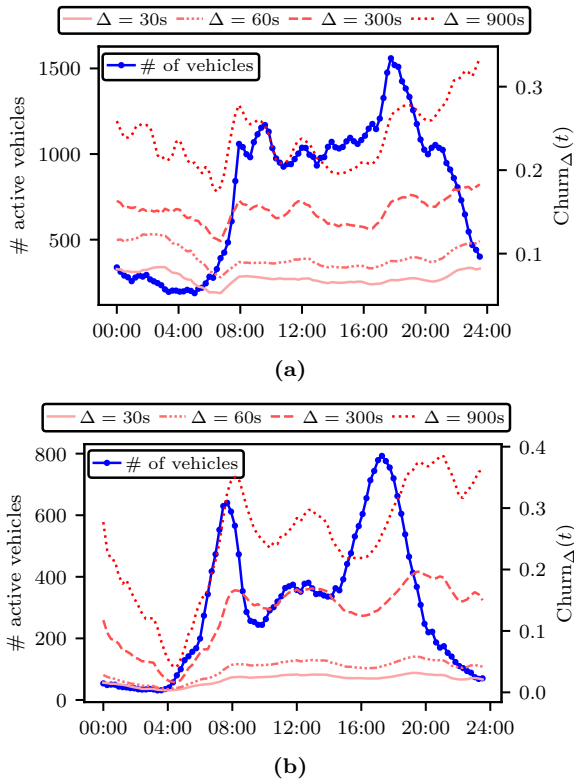 Δ = 30s Δ = 60s Δ = 300s Δ = 900s
# of vehicles
# active vehicles
1500
1000
500
0.3
0.2
0.1
Churn_Δ(t)
00:00 04:00 08:00 12:00 16:00 20:00 24:00
(a)
Δ = 30s Δ = 60s Δ = 300s Δ = 900s
# of vehicles
# active vehicles
800
600
400
200
0
0.4
0.3
0.2
0.1
0.0
Churn_Δ(t)
00:00 04:00 08:00 12:00 16:00 20:00 24:00
(b)